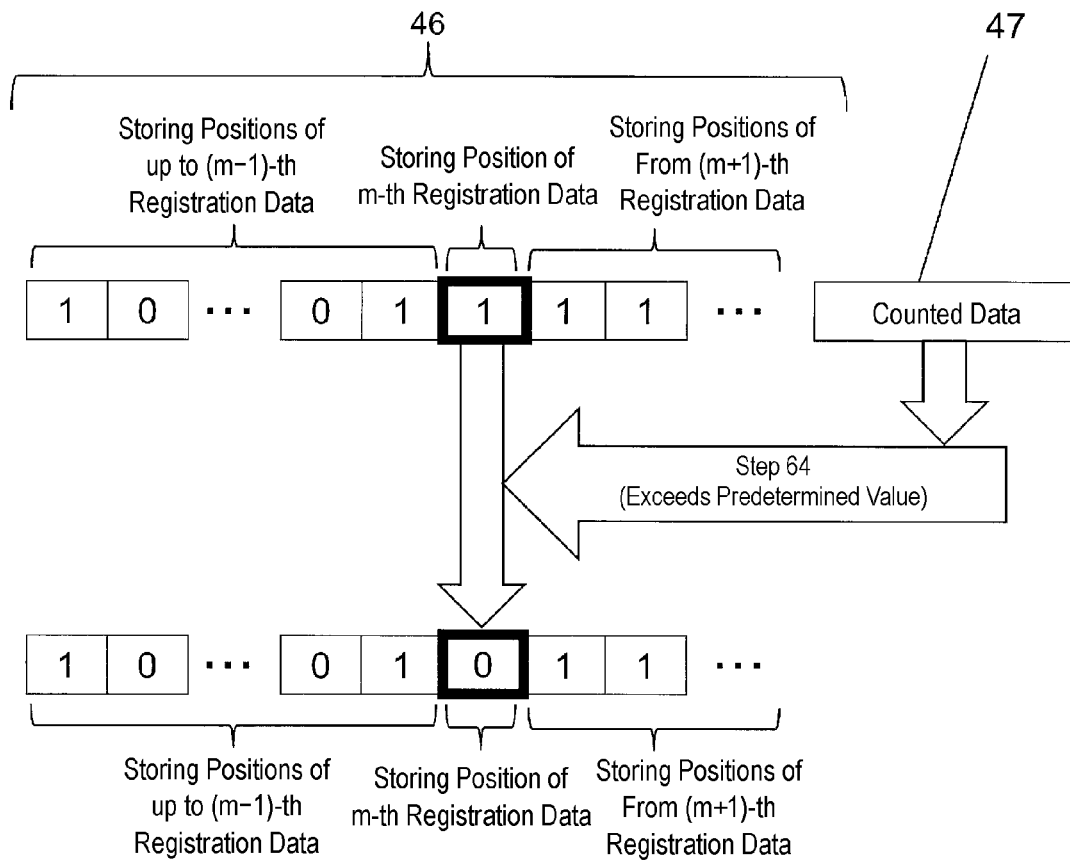 46
47
Storing Positions of
up to (m−1)-th
Registration Data
Storing Position of
m-th Registration Data
Storing Positions of
From (m+1)-th
Registration Data
1 0 ··· 0 1 1 1 1 ···
Counted Data
Step 64
(Exceeds Predetermined Value)
1 0 ··· 0 1 0 1 1 ···
Storing Positions of
up to (m−1)-th
Registration Data
Storing Position of
m-th Registration Data
Storing Positions of
From (m+1)-th
Registration Data